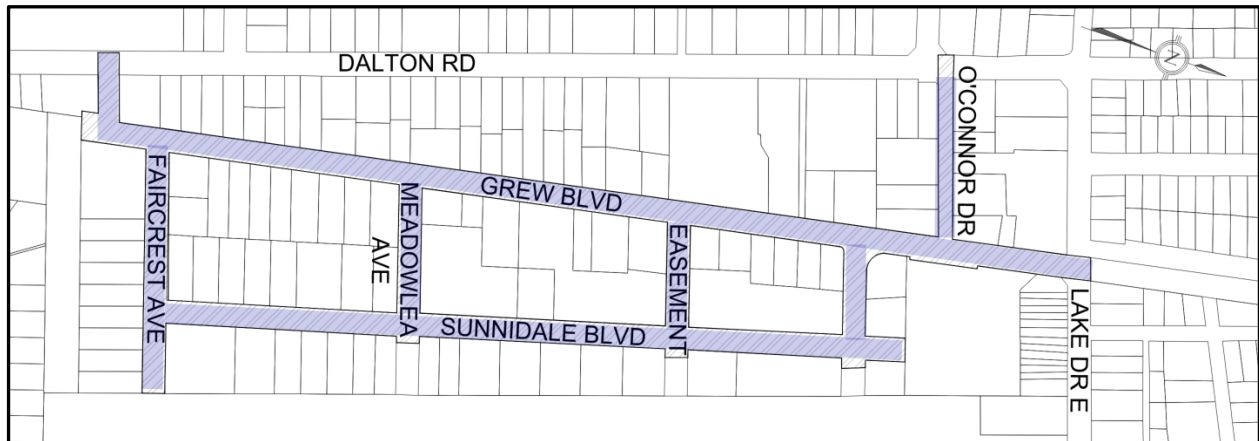 DALTON RD
N
O'CONNOR DR
FAIRCREST AVE
MEADOWLEA
AVE
GREW BLVD
EASEMENT
SUNNIDALE BLVD
LAKE DR E